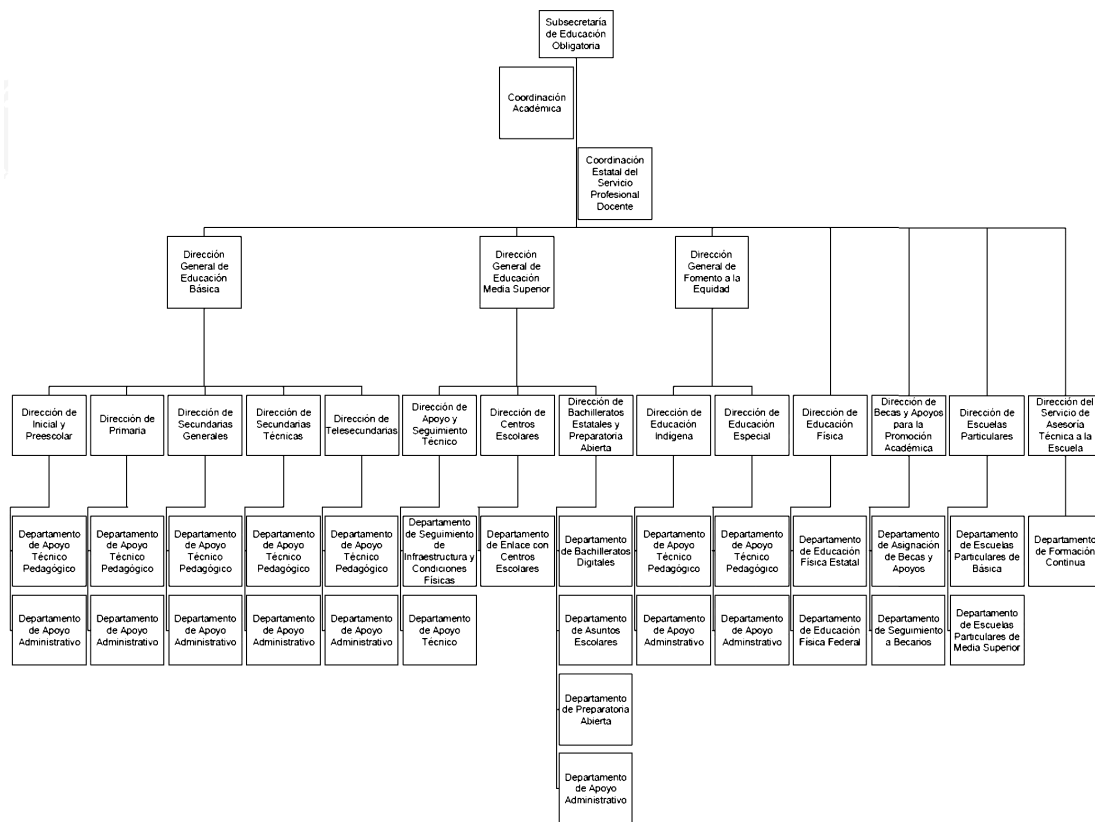 Subsecretaría
de Educación
Obligatoria
Coordinación
Académica
Coordinación
Estatal del
Servicio
Profesional
Docente
Dirección
General de
Educación
Básica
Dirección
General de
Educación
Media Superior
Dirección
General de
Fomento a la
Equidad
Dirección de
Inicial y
Preescolar
Dirección de
Primaria
Dirección de
Secundarias
Generales
Dirección de
Secundarias
Técnicas
Dirección de
Telesecundarias
Dirección de
Apoyo y
Seguimiento
Técnico
Dirección de
Centros
Escolares
Dirección de
Bachilleratos
Estatales y
Preparatoria
Abierta
Dirección de
Educación
Indígena
Dirección de
Educación
Especial
Dirección de
Educación
Física
Dirección de
Becas y Apoyos
para la
Promoción
Académica
Dirección de
Escuelas
Particulares
Dirección del
Servicio de
Asesoría
Técnica a la
Escuela
Departamento
de Apoyo
Técnico
Pedagógico
Departamento
de Apoyo
Técnico
Pedagógico
Departamento
de Apoyo
Técnico
Pedagógico
Departamento
de Apoyo
Técnico
Pedagógico
Departamento
de Apoyo
Técnico
Pedagógico
Departamento
de Seguimiento
de
Infraestructura y
Condiciones
Físicas
Departamento
de Enlace con
Centros
Escolares
Departamento
de Bachilleratos
Digitales
Departamento
de Apoyo
Técnico
Pedagógico
Departamento
de Apoyo
Técnico
Pedagógico
Departamento
de Educación
Física Estatal
Departamento
de Asignación
de Becas y
Apoyos
Departamento
de Escuelas
Particulares de
Básica
Departamento
de Formación
Continua
Departamento
de Apoyo
Administrativo
Departamento
de Apoyo
Administrativo
Departamento
de Apoyo
Administrativo
Departamento
de Apoyo
Administrativo
Departamento
de Apoyo
Administrativo
Departamento
de Apoyo
Técnico
Departamento
de Asuntos
Escolares
Departamento
de Apoyo
Adminstrativo
Departamento
de Apoyo
Adminstrativo
Departamento
de Educación
Física Federal
Departamento
de Seguimiento
a Becarios
Departamento
de Escuelas
Particulares de
Media Superior
Departamento
de Preparatoria
Abierta
Departamento
de Apoyo
Administrativo